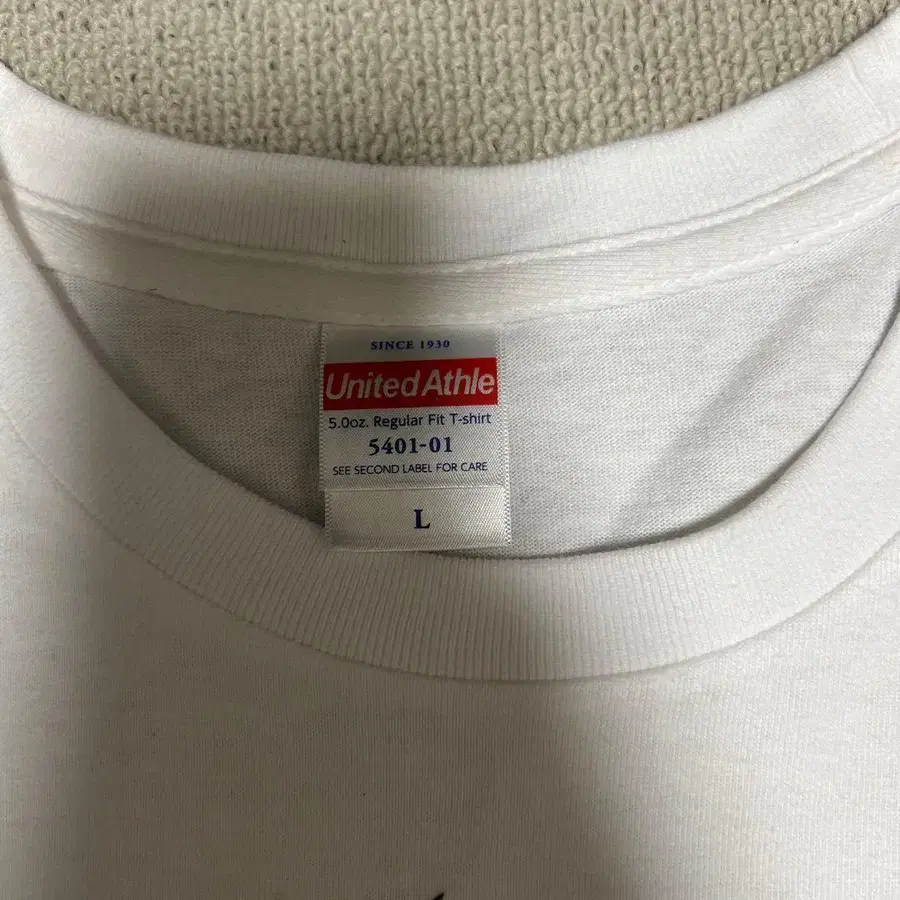 SINCE 1930
United Athle
5.0oz. Regular Fit T-shirt
5401-01
SEE SECOND LABEL FOR CARE
L